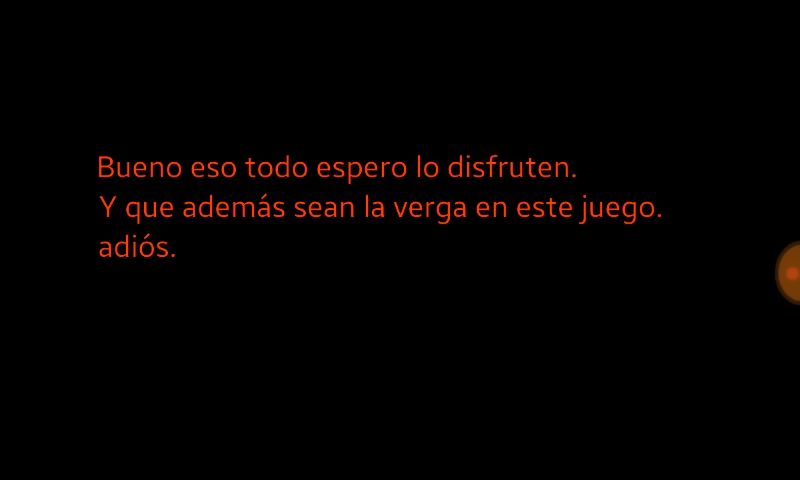 Bueno eso todo espero lo disfruten.
Y que además sean la verga en este juego.
adiós.